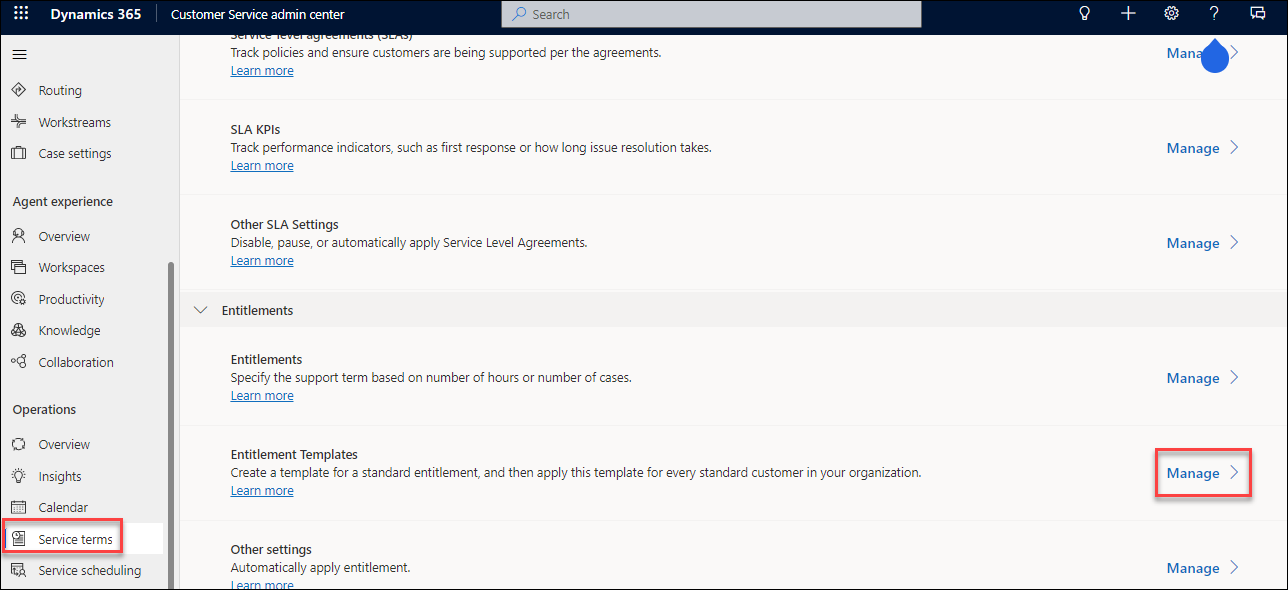 Dynamics 365
Customer Service admin center
Search
?
Routing
Workstreams
Case settings
Agent experience
Overview
Workspaces
Productivity
Knowledge
Collaboration
Operations
Overview
Insights
Calendar
Service terms
Service scheduling
Service level agreements (SLAs)
Track policies and ensure customers are being supported per the agreements.
Learn more
SLA KPIs
Track performance indicators, such as first response or how long issue resolution takes.
Learn more
Manage
Other SLA Settings
Disable, pause, or automatically apply Service Level Agreements.
Learn more
Manage
Entitlements
Entitlements
Specify the support term based on number of hours or number of cases.
Learn more
Manage
Entitlement Templates
Create a template for a standard entitlement, and then apply this template for every standard customer in your organization.
Learn more
Manage
Other settings
Automatically apply entitlement.
Learn more
Manage